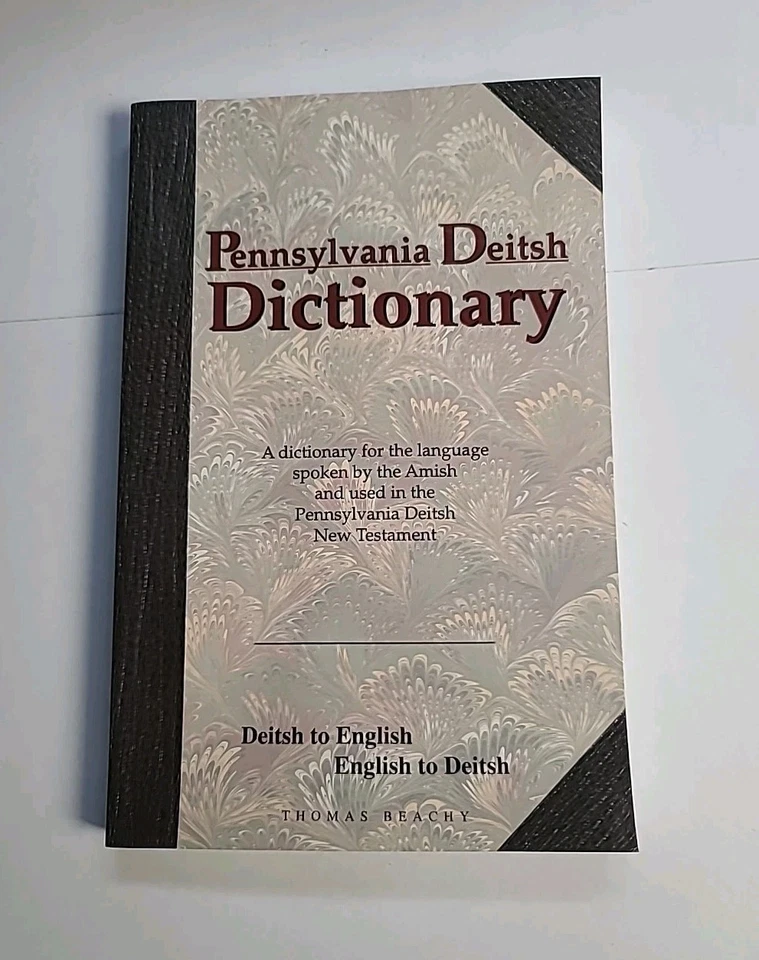 Pennsylvania Deitsh
Dictionary
A dictionary for the language
spoken by the Amish
and used in the
Pennsylvania Deitsh
New Testament
Deitsh to English
English to Deitsh
THOMAS BEACHY